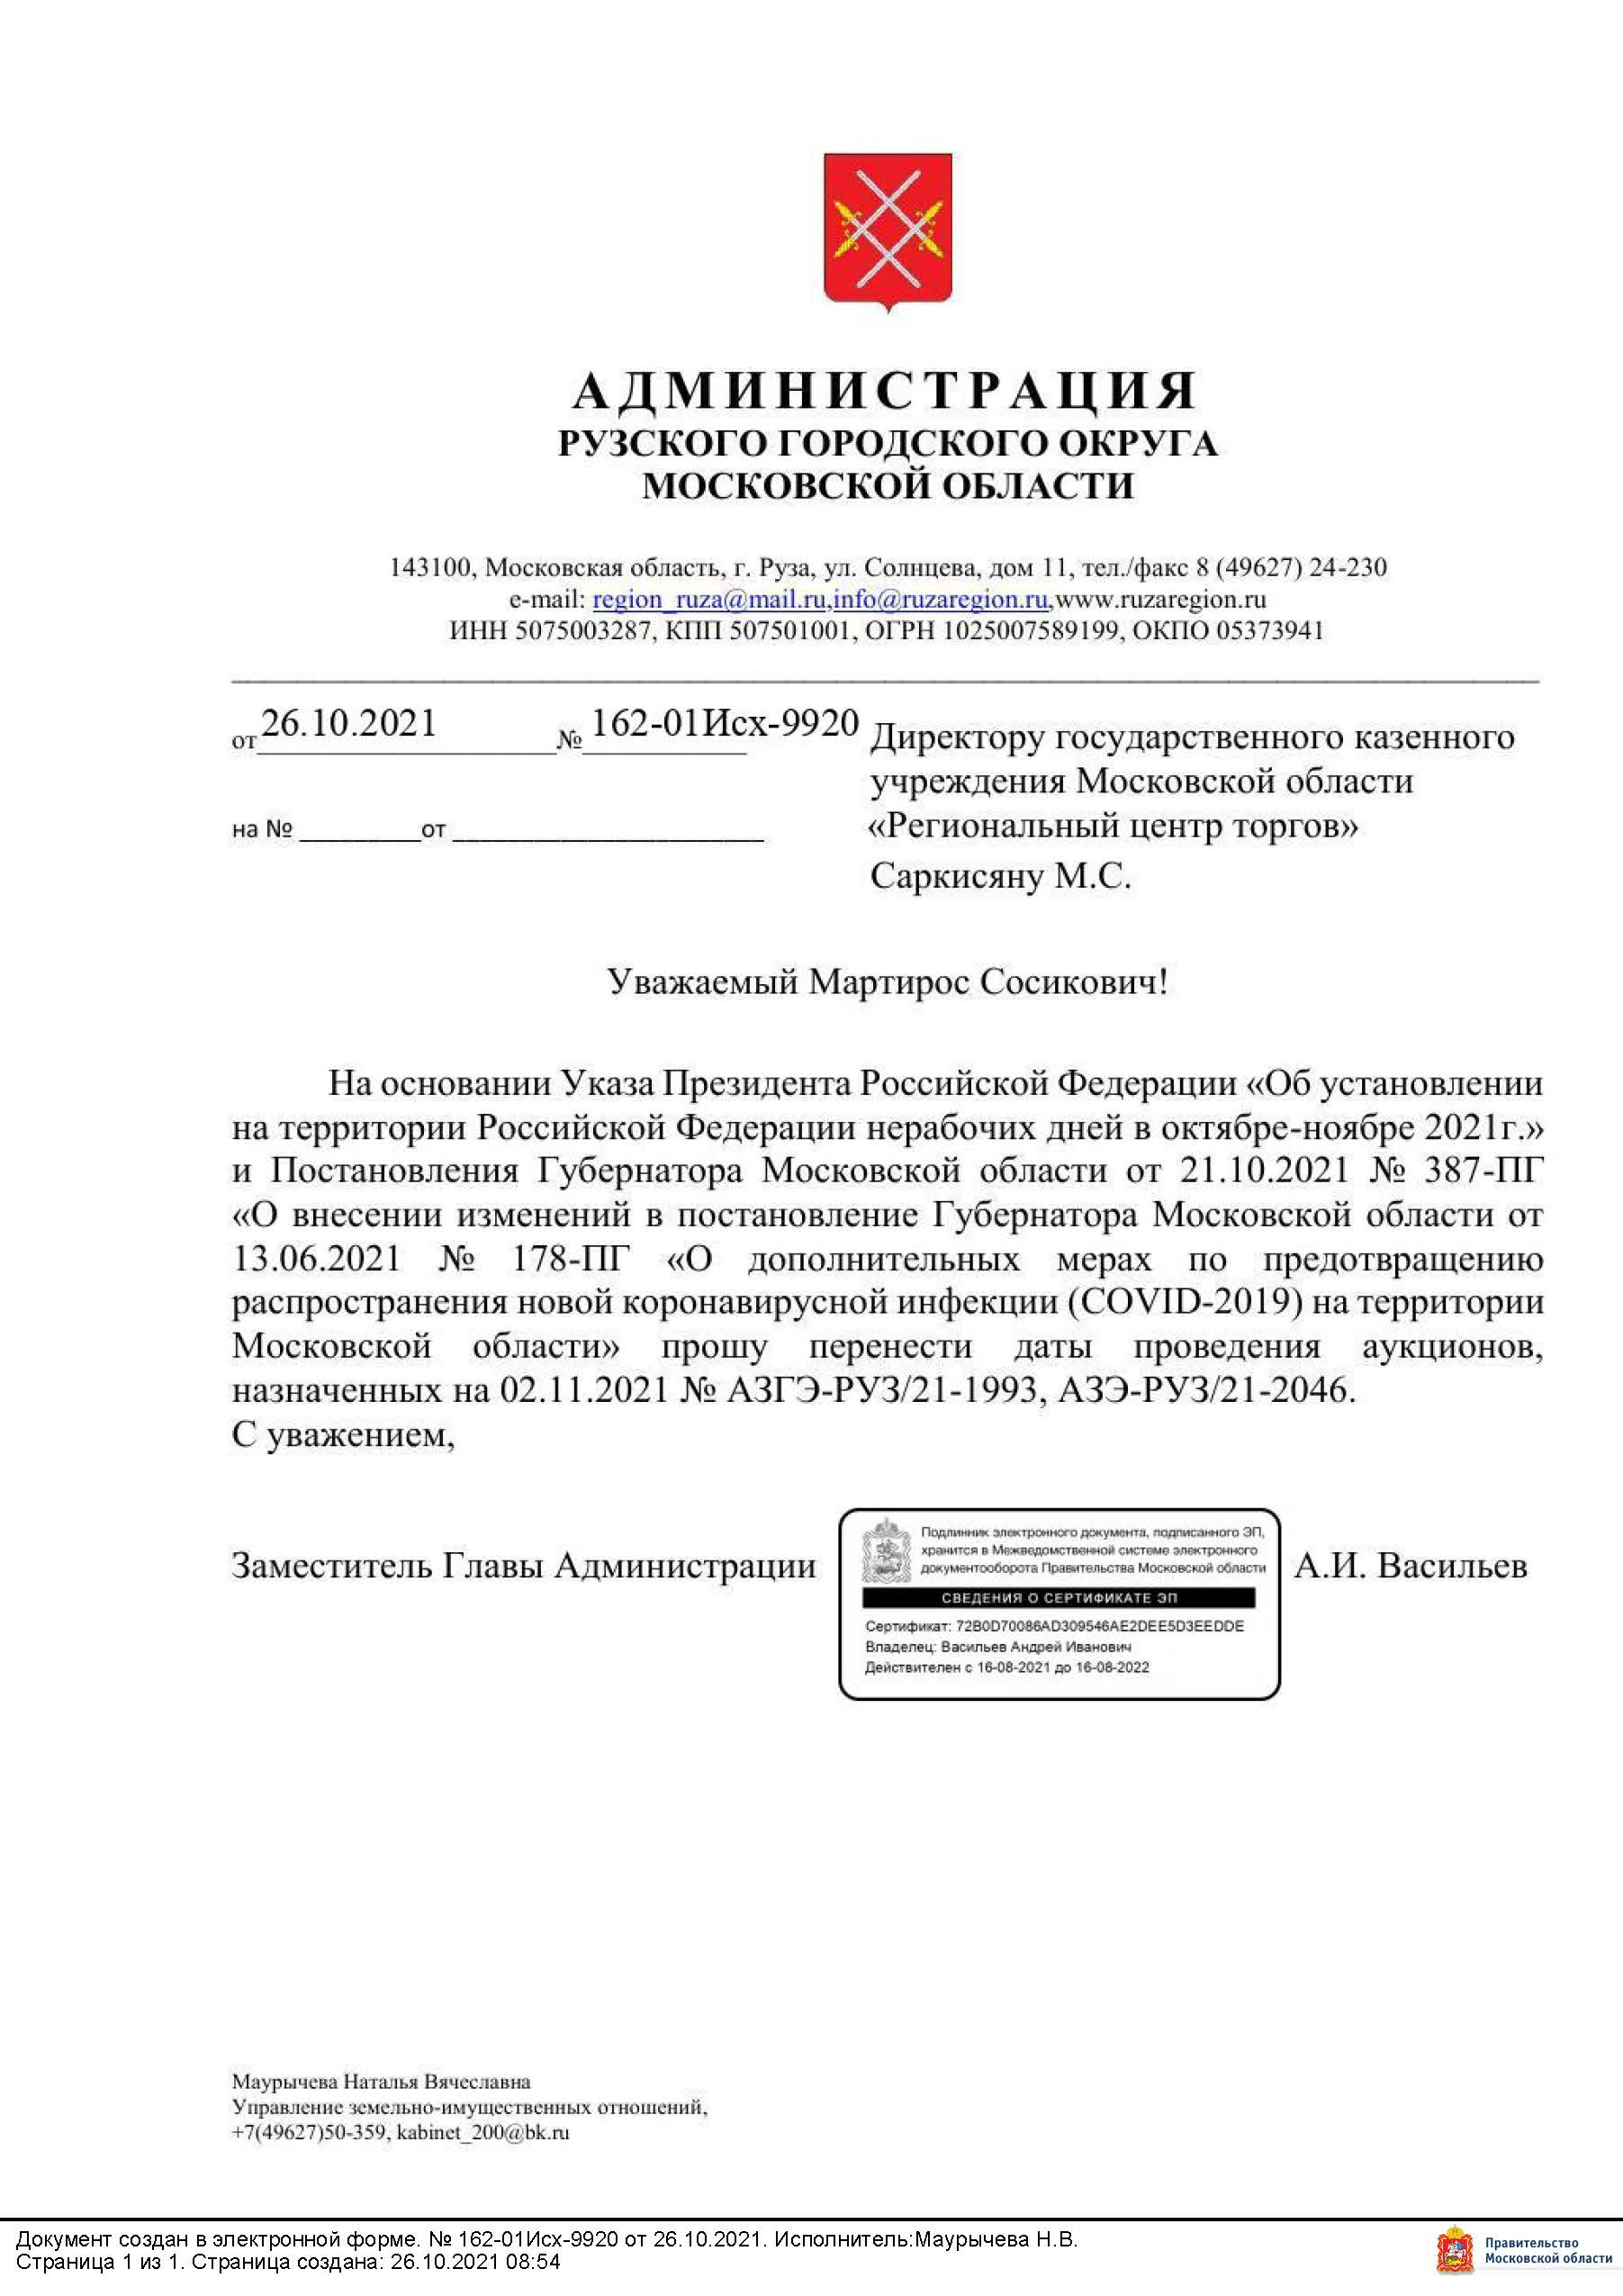 АДМИНИСТРАЦИЯ
РУЗСКОГО ГОРОДСКОГО ОКРУГА
МОСКОВСКОЙ ОБЛАСТИ
143100, Московская область, г. Руза, ул. Солнцева, дом 11, тел./факс 8 (49627) 24-230
e-mail: region_ruza@mail.ru,info@ruzaregion.ru,www.ruzaregion.ru
ИНН 5075003287, КПП 507501001, ОГРН 1025007589199, ОКПО 05373941
от 26.10.2021 № 162-01Исх-9920
на № _________ от _______________________
Директору государственного казенного
учреждения Московской области
«Региональный центр торгов»
Саркисяну М.С.
Уважаемый Мартирос Сосикович!
На основании Указа Президента Российской Федерации «Об установлении
на территории Российской Федерации нерабочих дней в октябре-ноябре 2021г.»
и Постановления Губернатора Московской области от 21.10.2021 № 387-ПГ
«О внесении изменений в постановление Губернатора Московской области от
13.06.2021 № 178-ПГ «О дополнительных мерах по предотвращению
распространения новой коронавирусной инфекции (COVID-2019) на территории
Московской области» прошу перенести даты проведения аукционов,
назначенных на 02.11.2021 № АЗГЭ-РУЗ/21-1993, АЗЭ-РУЗ/21-2046.
С уважением,
Заместитель Главы Администрации
Подлинник электронного документа, подписанного ЭП,
хранится в Межведомственной системе электронного
документооборота Правительства Московской области
СВЕДЕНИЯ О СЕРТИФИКАТЕ ЭП
Сертификат: 72B0D70086AD309546AE2DEE5D3EEDDE
Владелец: Васильев Андрей Иванович
Действителен с 16-08-2021 до 16-08-2022
А.И. Васильев
Маурычева Наталья Вячеславна
Управление земельно-имущественных отношений,
+7(49627)50-359, kabinet_200@bk.ru
Документ создан в электронной форме. № 162-01Исх-9920 от 26.10.2021. Исполнитель:Маурычева Н.В.
Страница 1 из 1. Страница создана: 26.10.2021 08:54
Правительство
Московской области